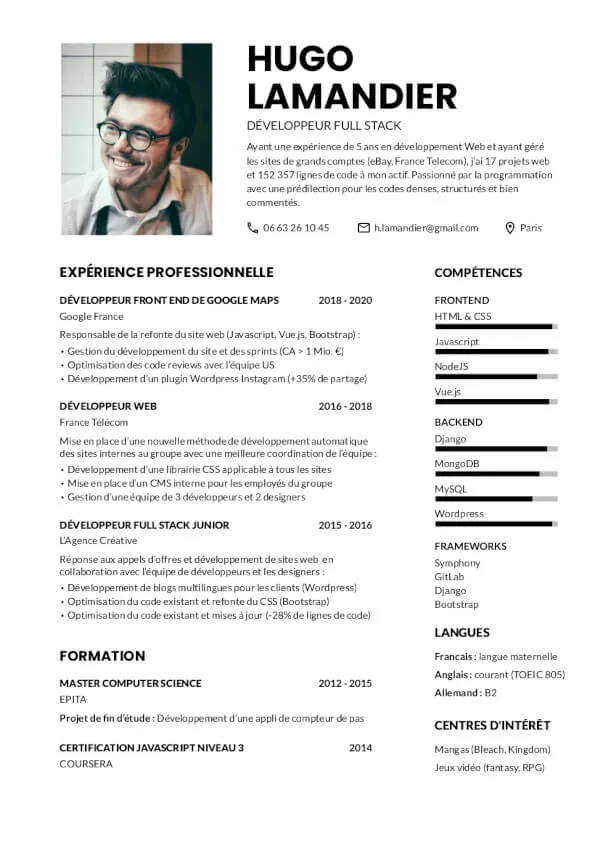 HUGO
LAMANDIER
DÉVELOPPEUR FULL STACK
Ayant une expérience de 5 ans en développement Web et ayant géré
les sites de grands comptes (eBay, France Telecom), j'ai 17 projets web
et 152 357 lignes de code à mon actif. Passionné par la programmation
avec une prédilection pour les codes denses, structurés et bien
commentés.
06 63 26 10 45
h.lamandier@gmail.com
Paris
EXPÉRIENCE PROFESSIONNELLE
DÉVELOPPEUR FRONT END DE GOOGLE MAPS 2018 - 2020
Google France
Responsable de la refonte du site web (Javascript, Vue.js, Bootstrap) :
• Gestion du développement du site et des sprints (CA > 1 Mio. €)
• Optimisation des code reviews avec l'équipe US
• Développement d'un plugin Wordpress Instagram (+35% de partage)
DÉVELOPPEUR WEB 2016 - 2018
France Télécom
Mise en place d'une nouvelle méthode de développement automatique
des sites internes au groupe avec une meilleure coordination de l'équipe :
• Développement d'une librairie CSS applicable à tous les sites
• Mise en place d'un CMS interne pour les employés du groupe
• Gestion d'une équipe de 3 développeurs et 2 designers
DÉVELOPPEUR FULL STACK JUNIOR 2015 - 2016
L'Agence Créative
Réponse aux appels d'offres et développement de sites web en
collaboration avec l'équipe de développeurs et les designers :
• Développement de blogs multilingues pour les clients (Wordpress)
• Optimisation du code existant et refonte du CSS (Bootstrap)
• Optimisation du code existant et mises à jour (-28% de lignes de code)
FORMATION
MASTER COMPUTER SCIENCE 2012 - 2015
EPITA
Projet de fin d'étude : Développement d'une appli de compteur de pas
CERTIFICATION JAVASCRIPT NIVEAU 3 2014
COURSERA
COMPÉTENCES
FRONTEND
HTML & CSS
Javascript
NodeJS
Vue.js
BACKEND
Django
MongoDB
MySQL
Wordpress
FRAMEWORKS
Symphony
GitLab
Django
Bootstrap
LANGUES
Francais : langue maternelle
Anglais : courant (TOEIC 805)
Allemand : B2
CENTRES D'INTÉRÊT
Mangas (Bleach, Kingdom)
Jeux vidéo (fantasy, RPG)